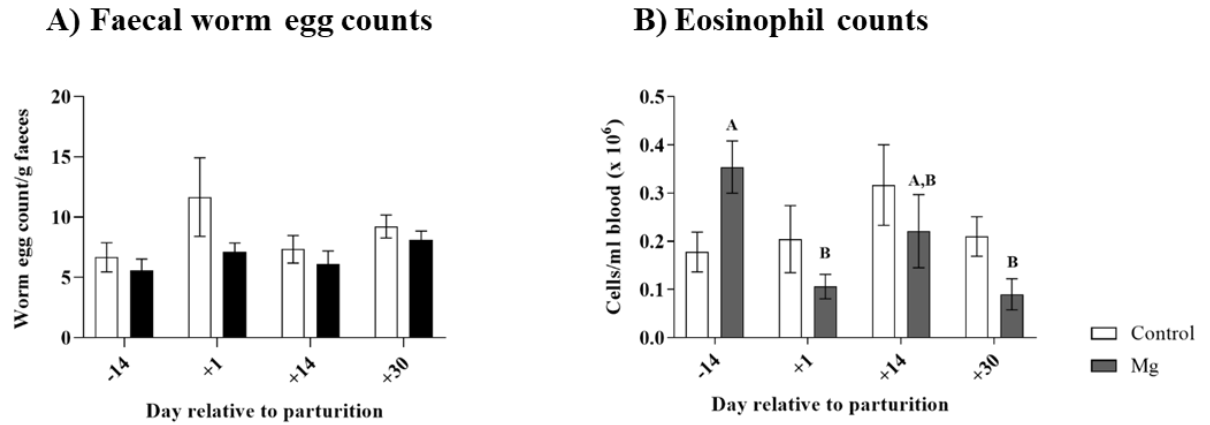 A) Faecal worm egg counts
Worm egg count/g faeces
20
15
10
5
0
-14
+1
+14
+30
Day relative to parturition
B) Eosinophil counts
Cells/ml blood (x 10⁶)
0.5
0.4
0.3
0.2
0.1
0.0
A
B
A,B
B
-14
+1
+14
+30
Day relative to parturition
Control
Mg